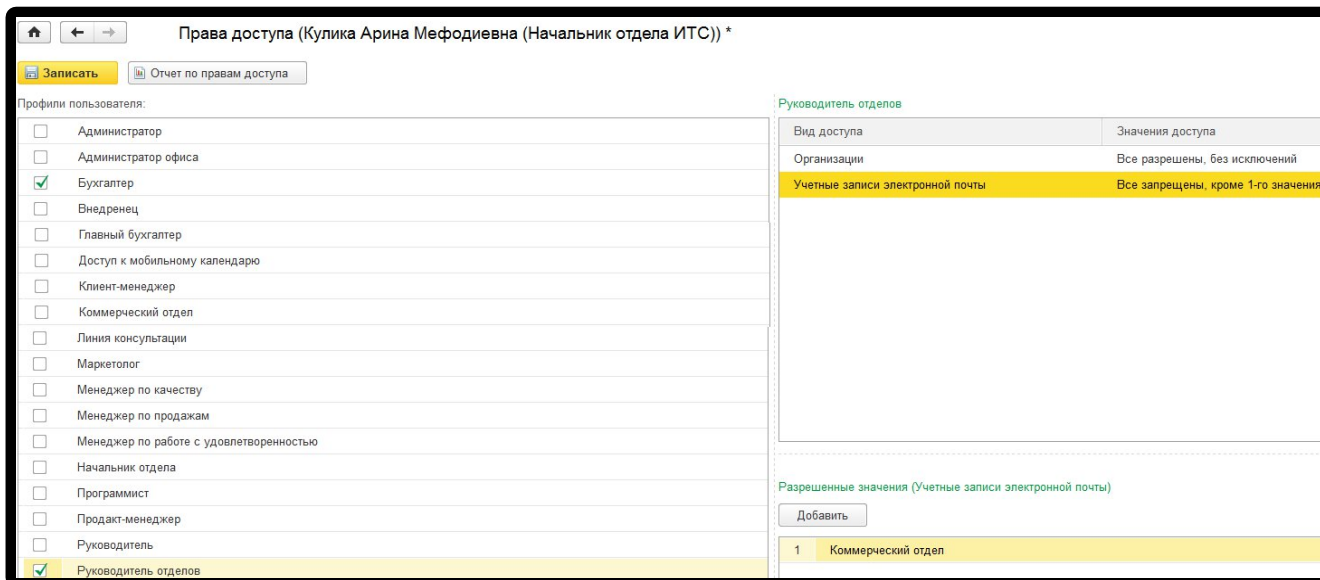 Права доступа (Кулика Арина Мефодиевна (Начальник отдела ИТС)) *
Записать Отчет по правам доступа
Профили пользователя:
Администратор
Администратор офиса
Бухгалтер
Внедренец
Главный бухгалтер
Доступ к мобильному календарю
Клиент-менеджер
Коммерческий отдел
Линия консультации
Маркетолог
Менеджер по качеству
Менеджер по продажам
Менеджер по работе с удовлетворенностью
Начальник отдела
Программист
Продакт-менеджер
Руководитель
Руководитель отделов
Руководитель отделов
Вид доступа Значения доступа
Организации Все разрешены, без исключений
Учетные записи электронной почты Все запрещены, кроме 1-го значения
Разрешенные значения (Учетные записи электронной почты)
Добавить
1 Коммерческий отдел